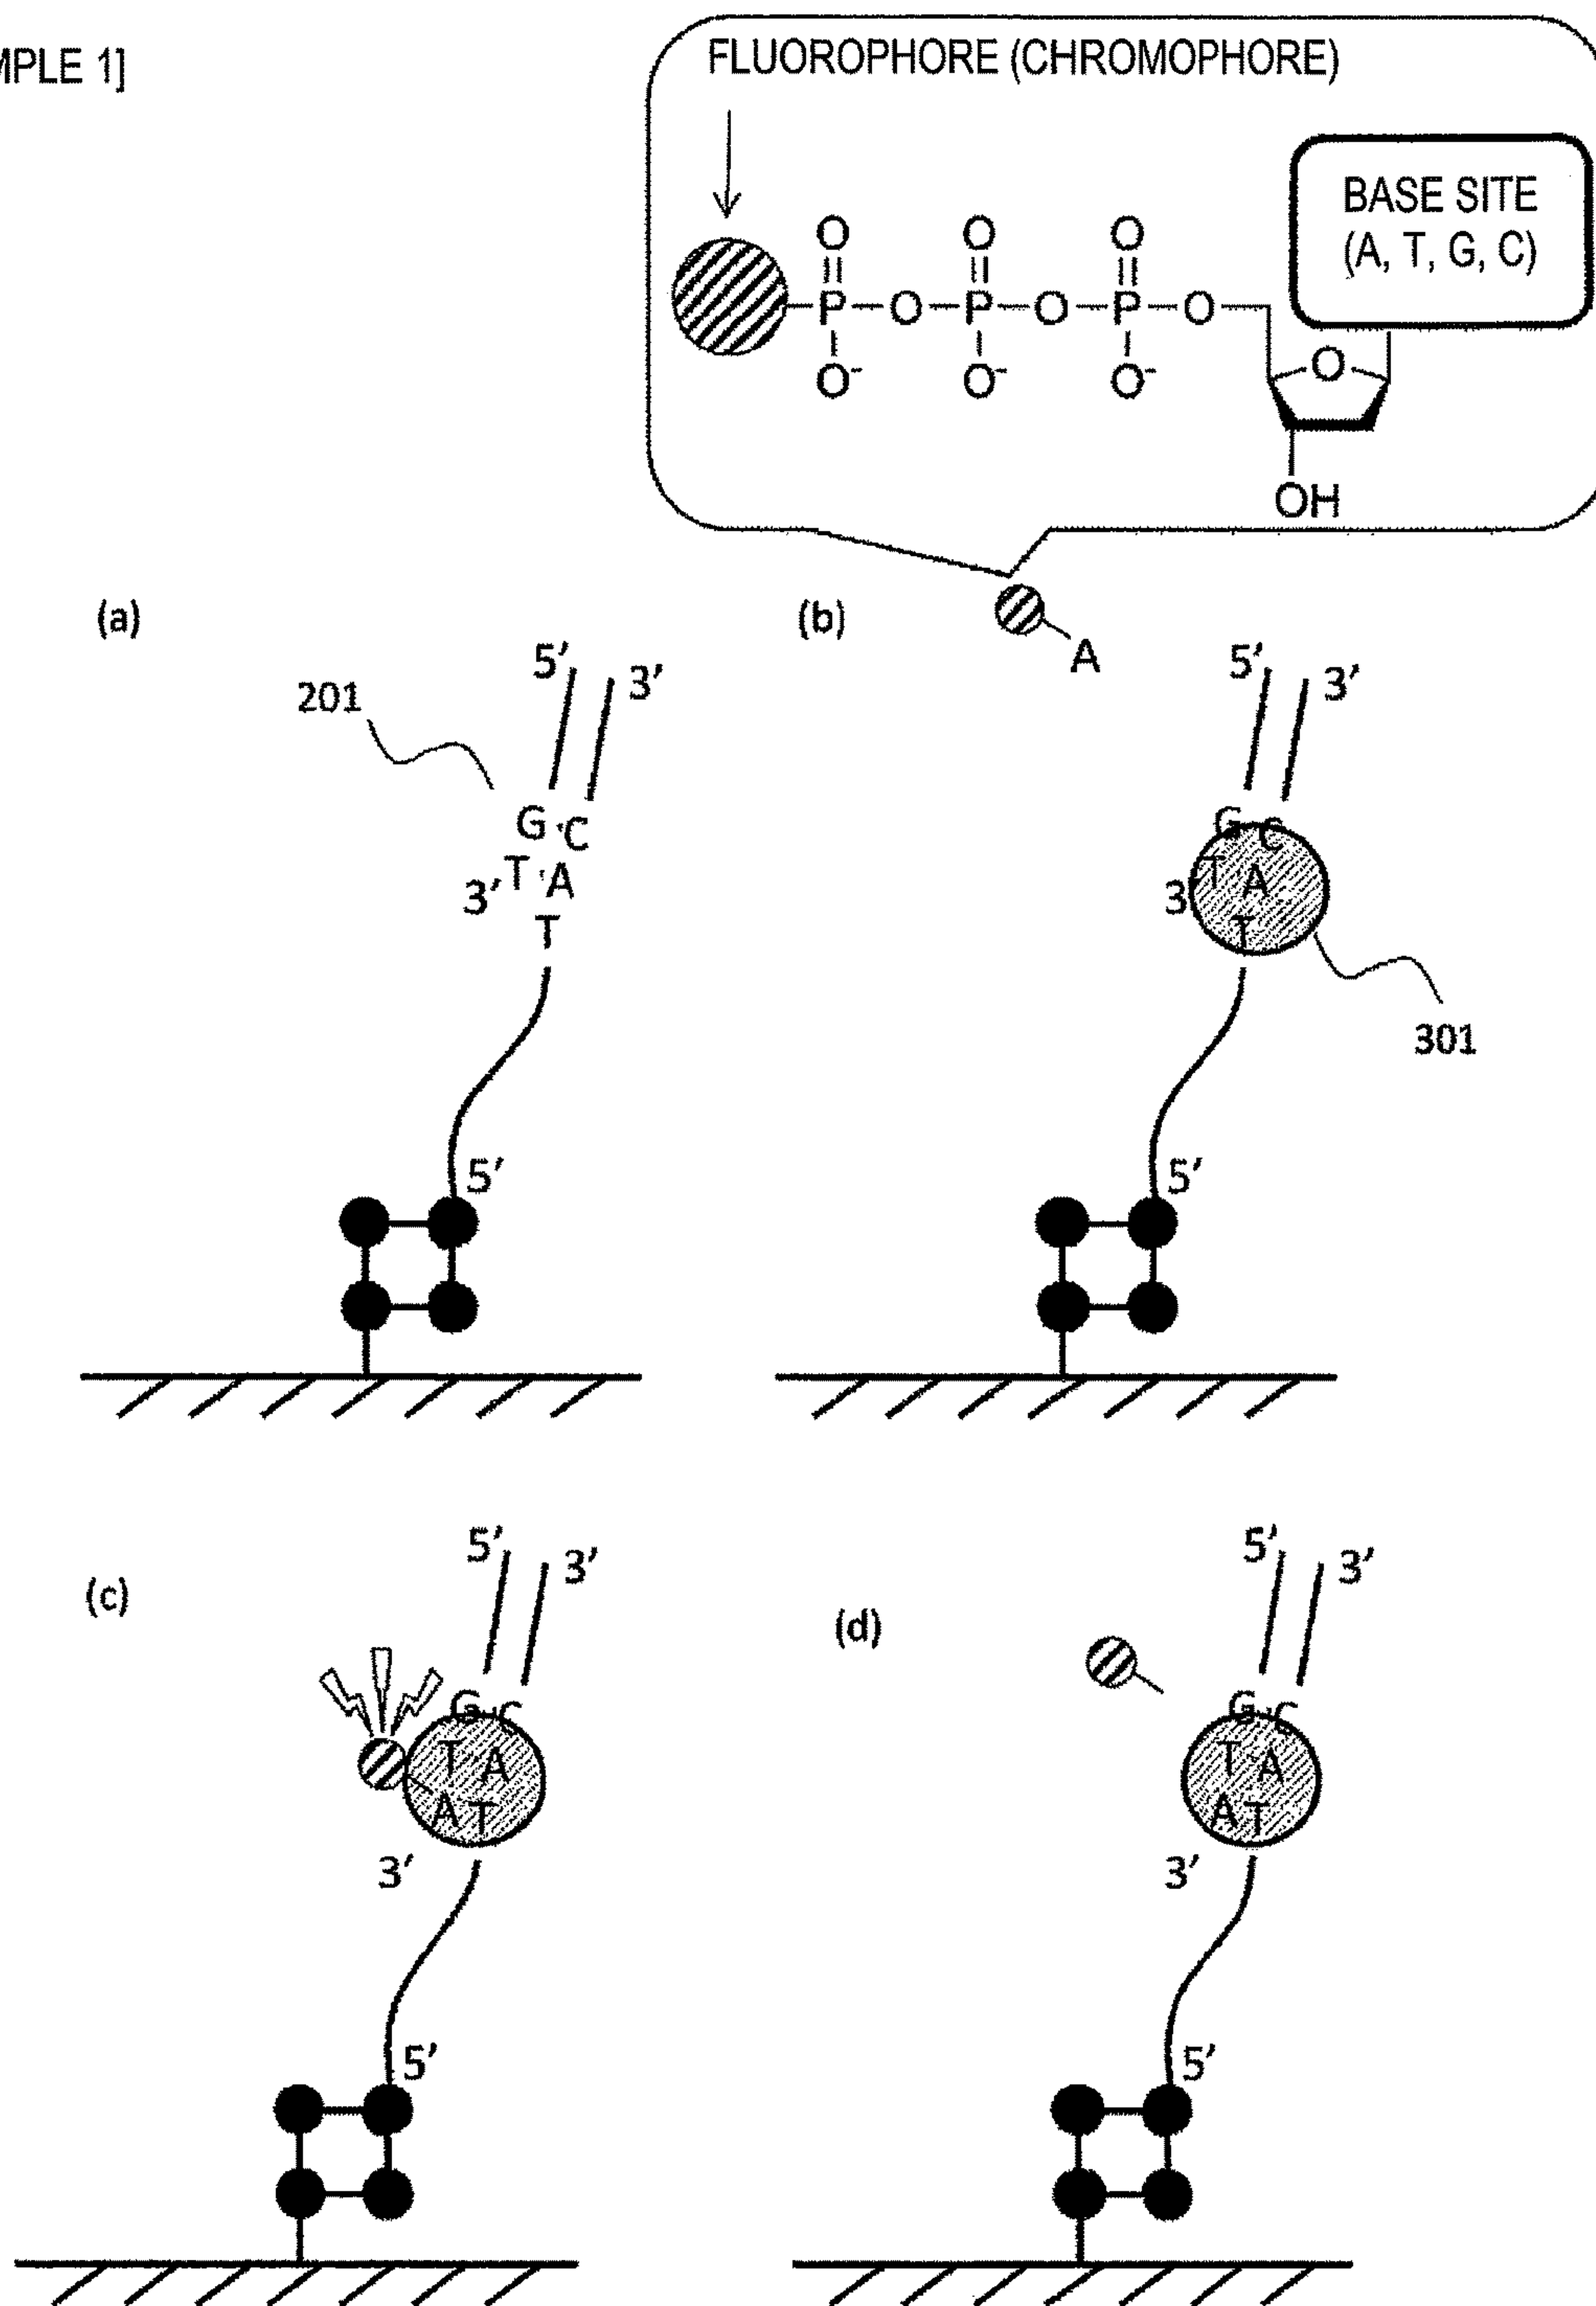 MPLE 1]
FLUOROPHORE (CHROMOPHORE)
BASE SITE
(A, T, G, C)
O O O
P O P O P O
O⁻ O⁻ O⁻
O
OH
(a)
201
5' 3'
G C
3' T A
T
5'
(b)
A
5' 3'
G C
3 T A
T
301
5'
(c)
5' 3'
G C
T A
A T
3'
5'
(d)
5' 3'
G C
T A
A T
3'
5'